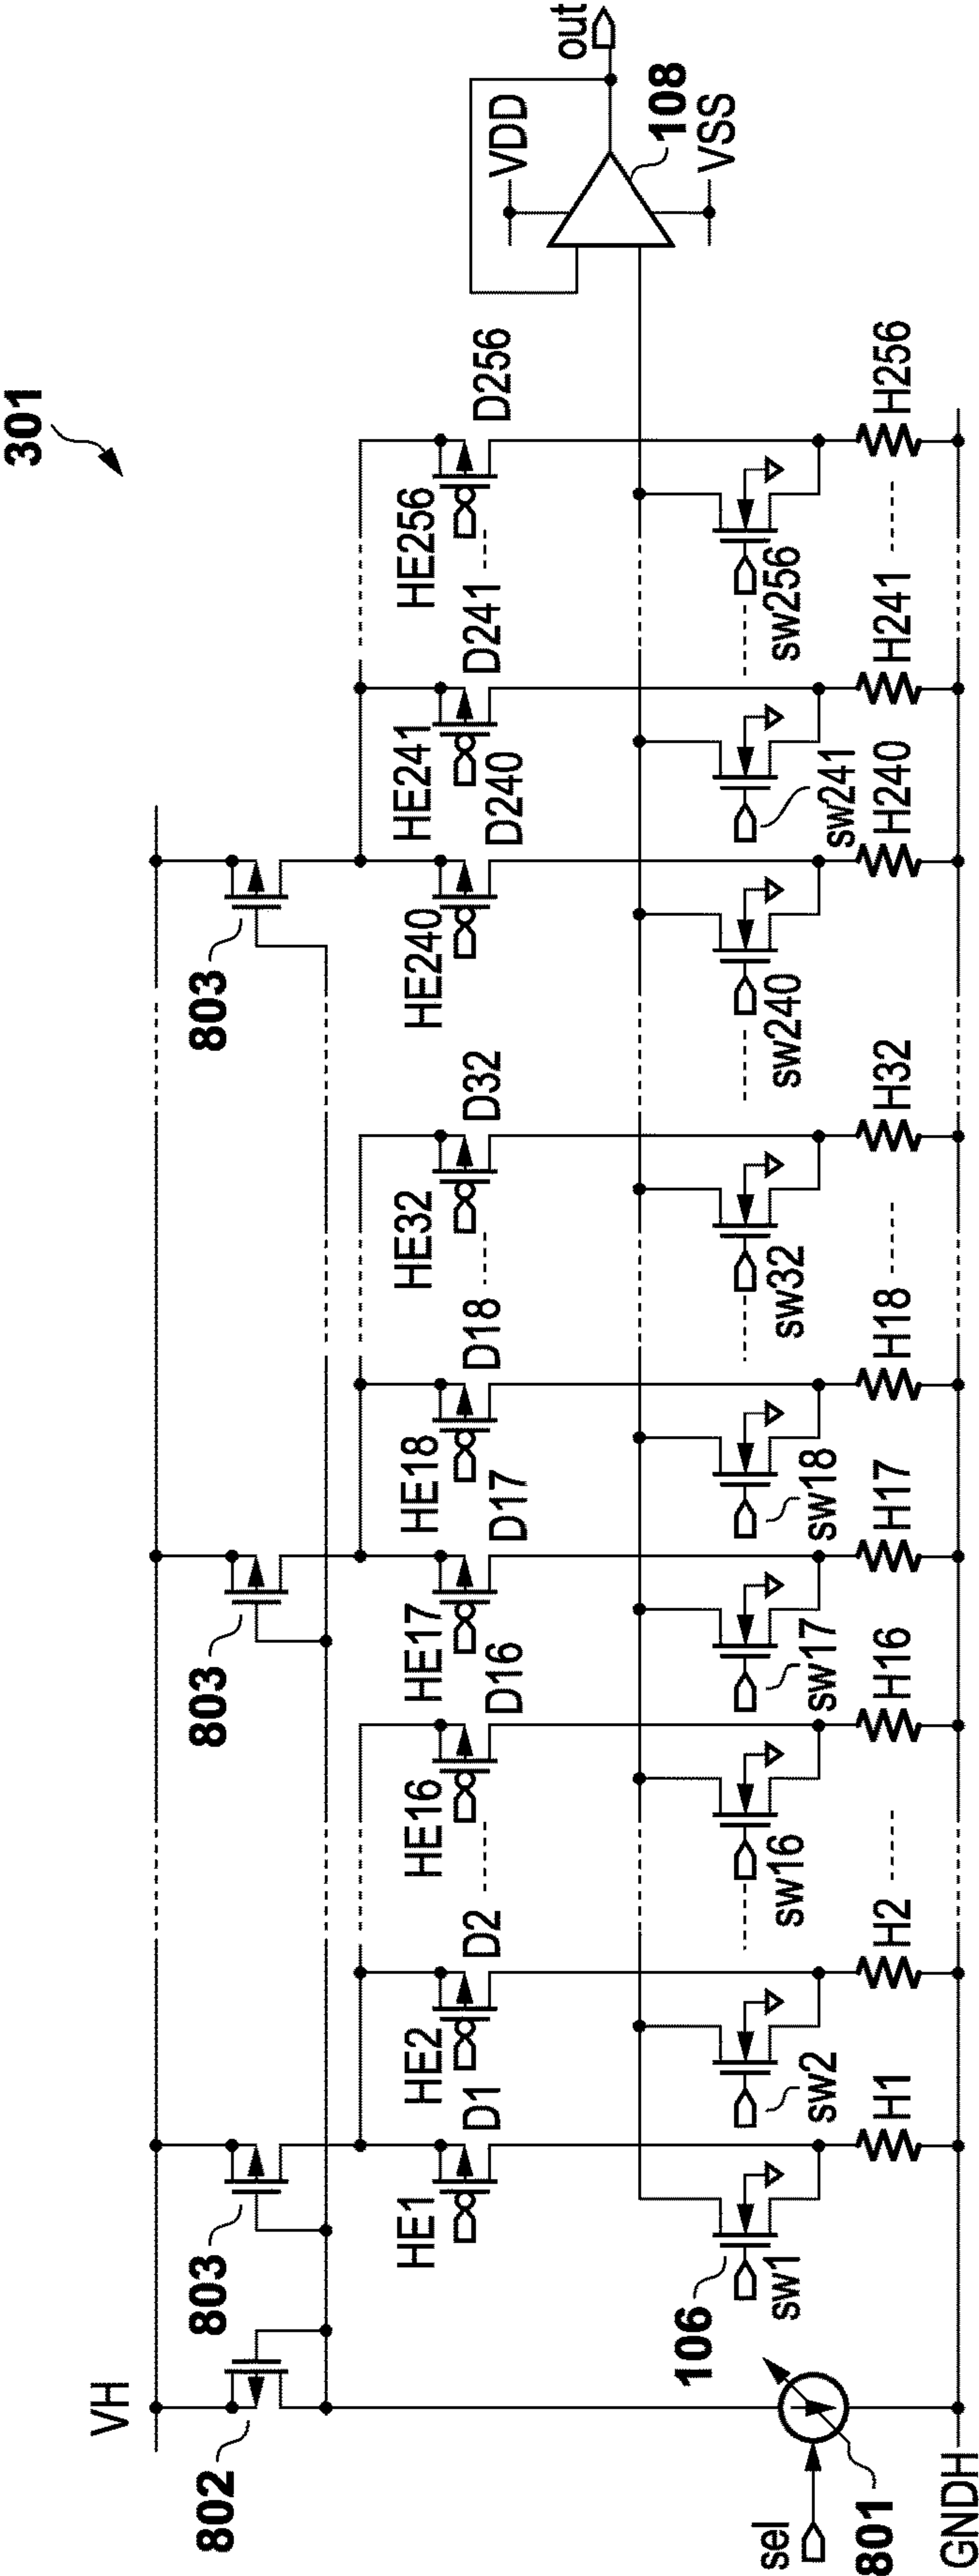 301
VH
802
803
803
803
HE1
D1
HE2
D2
HE16
D16
HE17
D17
HE18
D18
HE32
D32
HE240
D240
HE241
D241
HE256
D256
VDD
out
108
VSS
106
sw1
sw2
sw16
sw17
sw18
sw32
sw240
sw241
sw256
sel
801
H1
H2
H16
H17
H18
H32
H240
H241
H256
GNDH